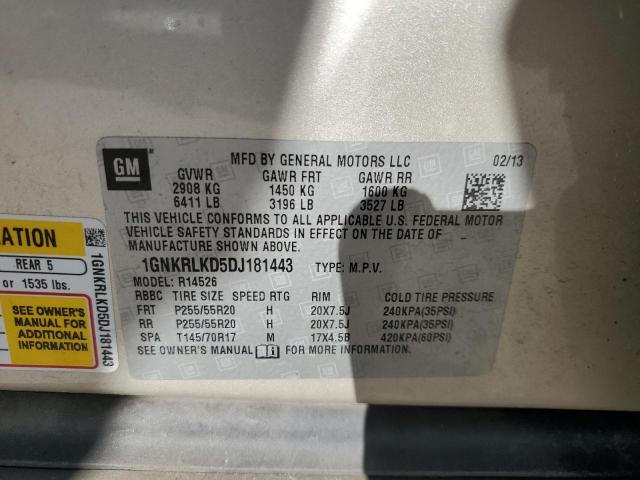 GM
MFD BY GENERAL MOTORS LLC 02/13
GVWR GAWR FRT GAWR RR
2908 KG 1450 KG 1600 KG
6411 LB 3196 LB 3527 LB
THIS VEHICLE CONFORMS TO ALL APPLICABLE U.S. FEDERAL MOTOR
VEHICLE SAFETY STANDARDS IN EFFECT ON THE DATE OF
MANUFACTURE SHOWN ABOVE.
1GNKRLKD5DJ181443 TYPE: M.P.V.
MODEL: R14526
RBBC TIRE SIZE SPEED RTG RIM COLD TIRE PRESSURE
FRT P255/55R20 H 20X7.5J 240KPA(35PSI)
RR P255/55R20 H 20X7.5J 240KPA(35PSI)
SPA T145/70R17 M 17X4.5B 420KPA(60PSI)
SEE OWNER'S MANUAL FOR MORE INFORMATION.
REAR 5
or 1535 lbs.
SEE OWNER'S
MANUAL FOR
ADDITIONAL
INFORMATION
1GNKRLKD5DJ181443